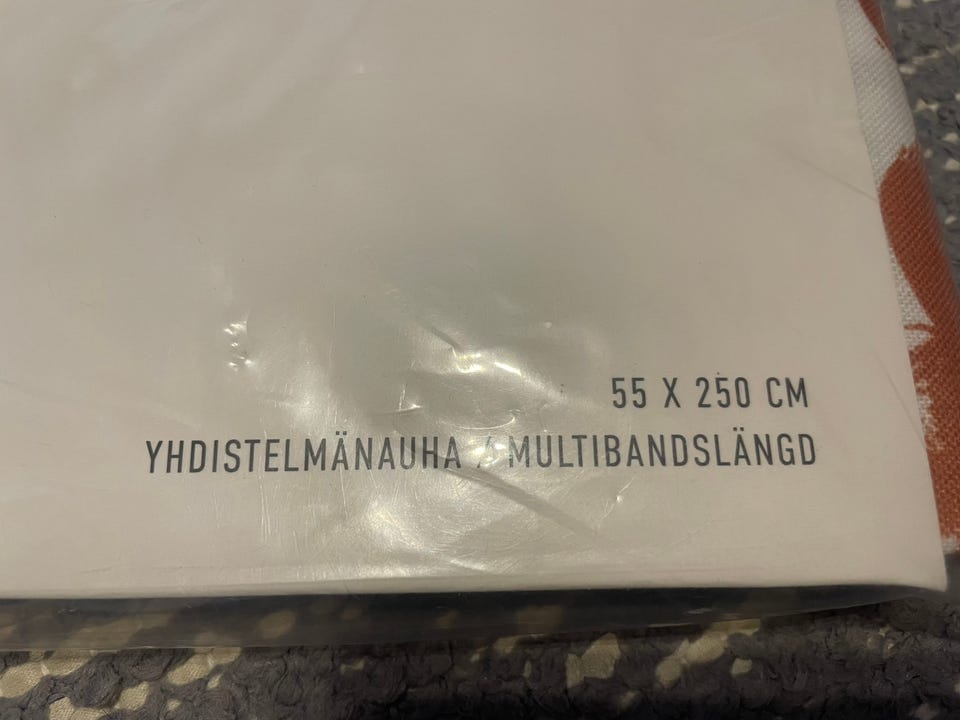 55 X 250 CM
YHDISTELMÄNAUHA / MULTIBANDSLÄNGD